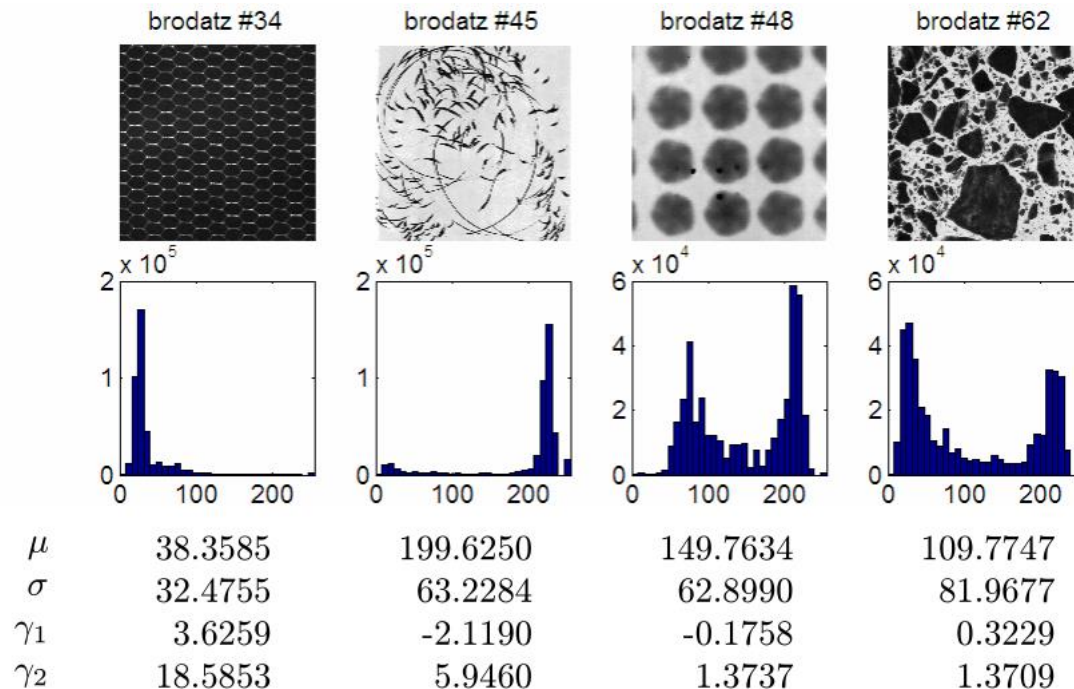 brodatz #34 brodatz #45 brodatz #48 brodatz #62
x 10^5 x 10^5 x 10^4 x 10^4
2 2 6 6
4 4
1 1
2 2
0 0 0 0
0 100 200 0 100 200 0 100 200 0 100 200
μ 38.3585 199.6250 149.7634 109.7747
σ 32.4755 63.2284 62.8990 81.9677
γ1 3.6259 -2.1190 -0.1758 0.3229
γ2 18.5853 5.9460 1.3737 1.3709